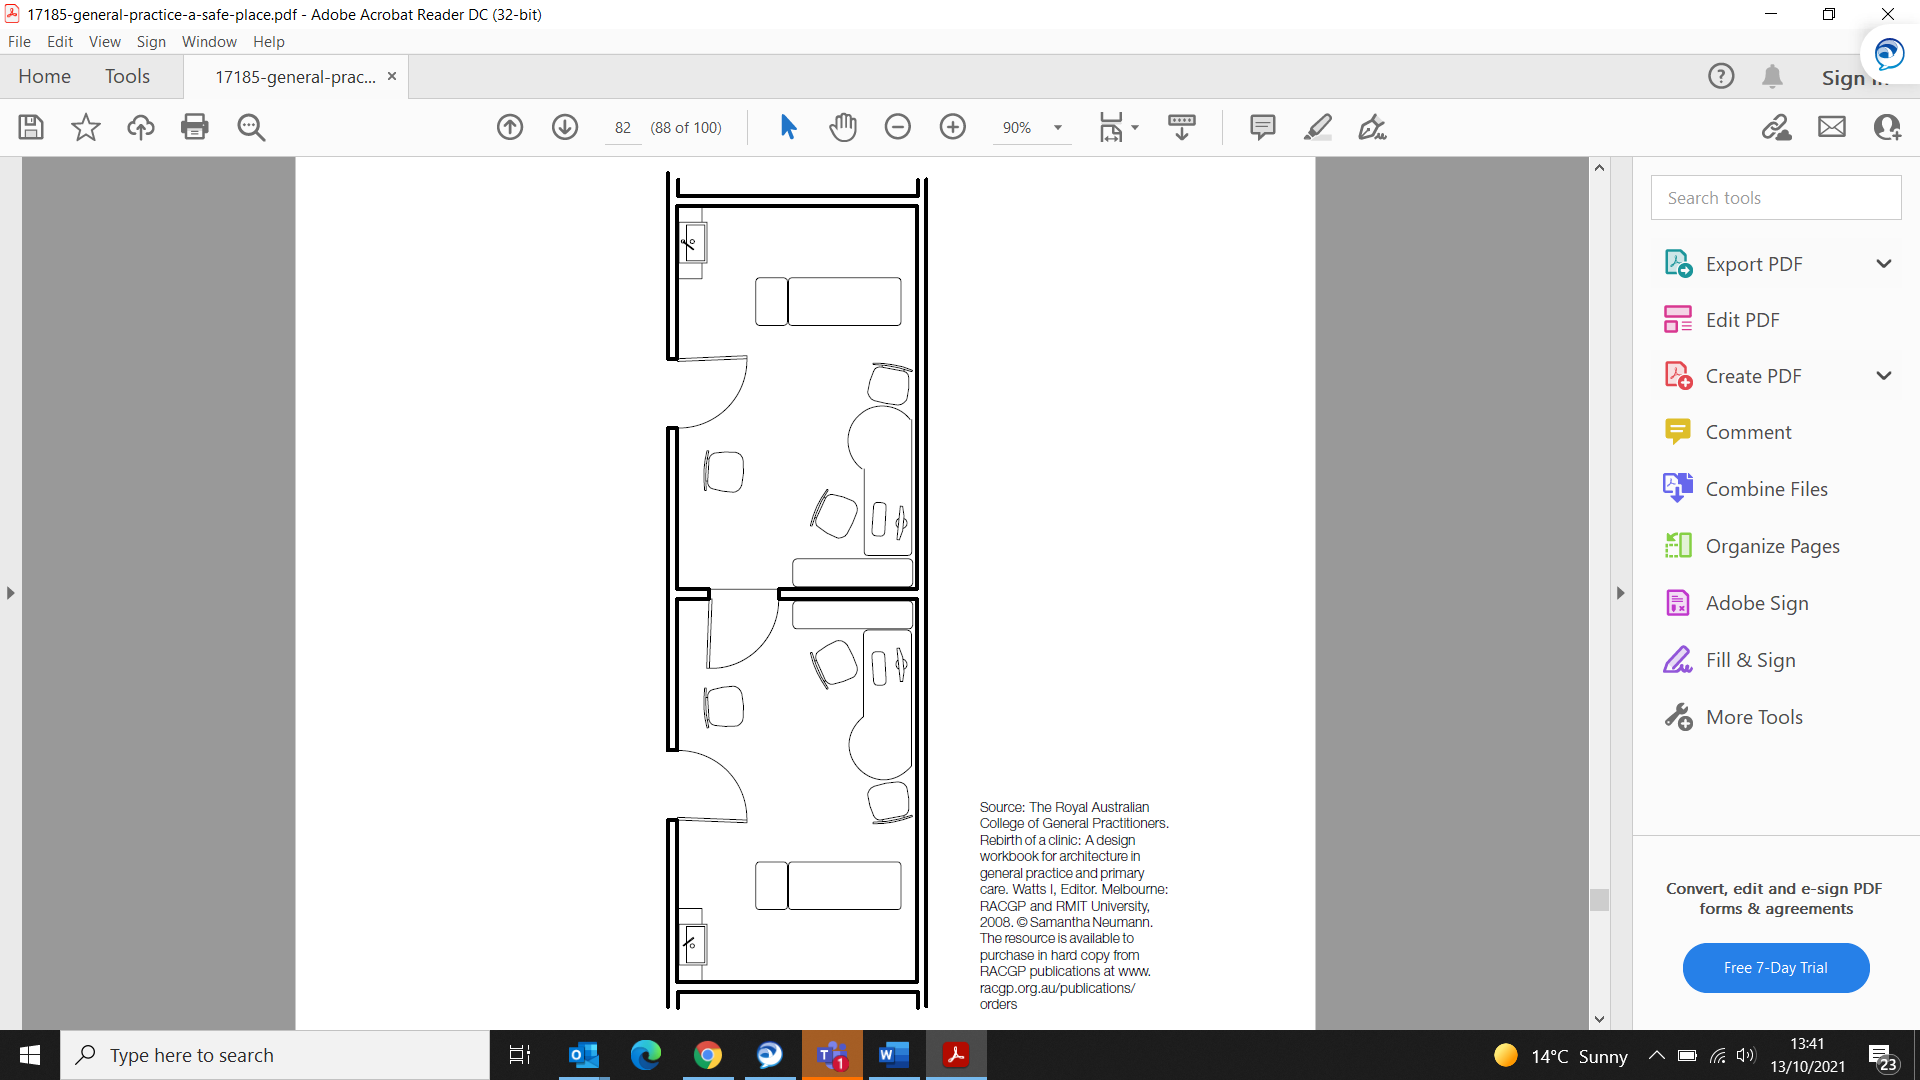 17185-general-practice-a-safe-place.pdf - Adobe Acrobat Reader DC (32-bit)
File Edit View Sign Window Help
Home Tools 17185-general-prac... × Sign
82 (88 of 100) 90%
Search tools
Export PDF
Edit PDF
Create PDF
Comment
Combine Files
Organize Pages
Adobe Sign
Fill & Sign
More Tools
Convert, edit and e-sign PDF
forms & agreements
Free 7-Day Trial
Source: The Royal Australian
College of General Practitioners.
Rebirth of a clinic: A design
workbook for architecture in
general practice and primary
care. Watts I, Editor. Melbourne:
RACGP and RMIT University,
2008. © Samantha Neumann.
The resource is available to
purchase in hard copy from
RACGP publications at www.
racgp.org.au/publications/
orders
Type here to search
1
14°C Sunny
13:41
13/10/2021
23